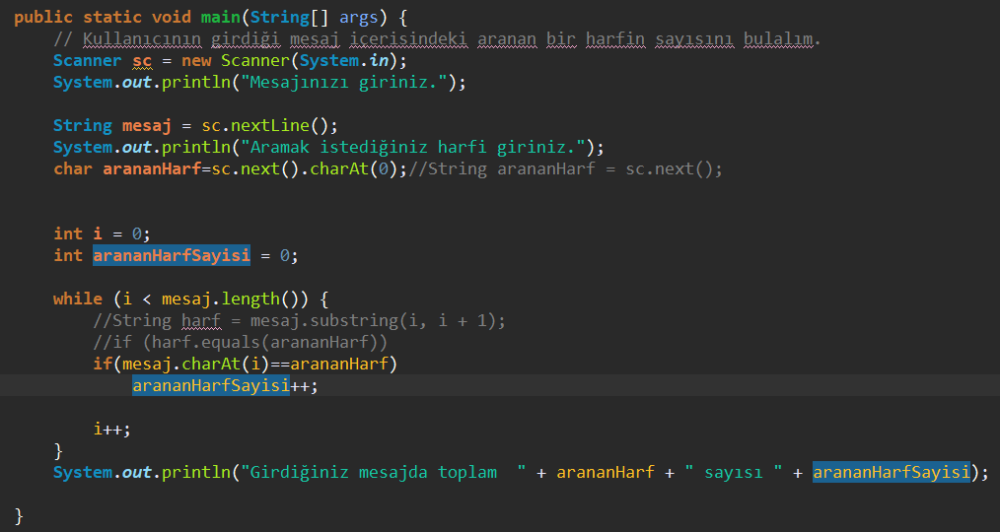 public static void main(String[] args) {
// Kullanıcının girdiği mesaj içerisindeki aranan bir harfin sayısını bulalım.
Scanner sc = new Scanner(System.in);
System.out.println("Mesajınızı giriniz.");
String mesaj = sc.nextLine();
System.out.println("Aramak istediğiniz harfi giriniz.");
char arananHarf=sc.next().charAt(0);//String arananHarf = sc.next();
int i = 0;
int arananHarfSayisi = 0;
while (i < mesaj.length()) {
//String harf = mesaj.substring(i, i + 1);
//if (harf.equals(arananHarf))
if(mesaj.charAt(i)==arananHarf)
arananHarfSayisi++;
i++;
}
System.out.println("Girdiğiniz mesajda toplam  " + arananHarf + " sayısı " + arananHarfSayisi);
}